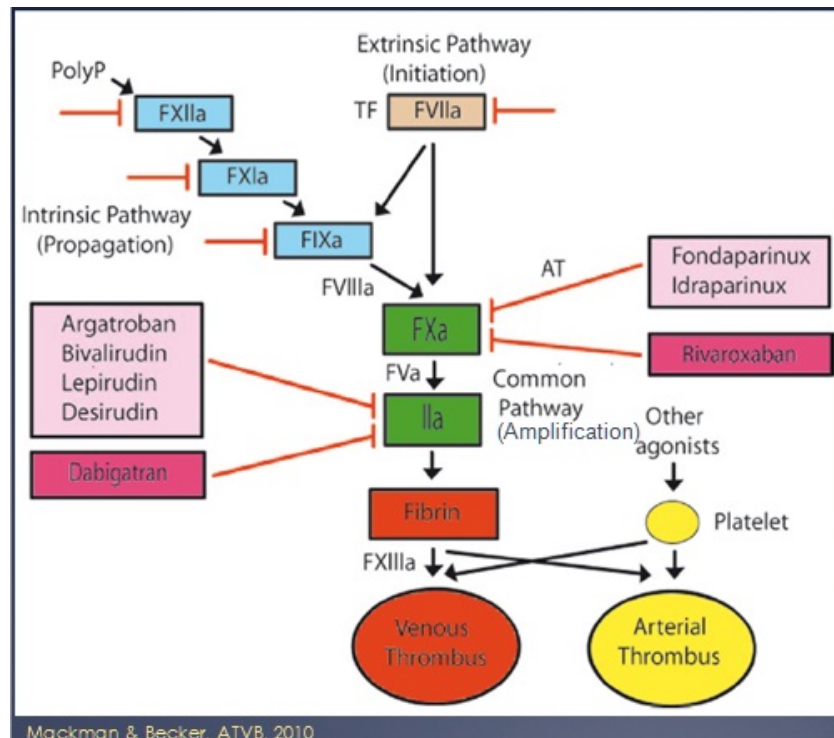 Extrinsic Pathway
(Initiation)
PolyP
FXIIa
TF
FVIIa
FXIa
Intrinsic Pathway
(Propagation)
FIXa
FVIIIa
AT
Fondaparinux
Idraparinux
FXa
Rivaroxaban
Argatroban
Bivalirudin
Lepirudin
Desirudin
FVa
Common
Pathway
(Amplification)
IIa
Other
agonists
Dabigatran
Fibrin
Platelet
FXIIIa
Venous
Thrombus
Arterial
Thrombus
Mackman & Becker ATVB, 2010